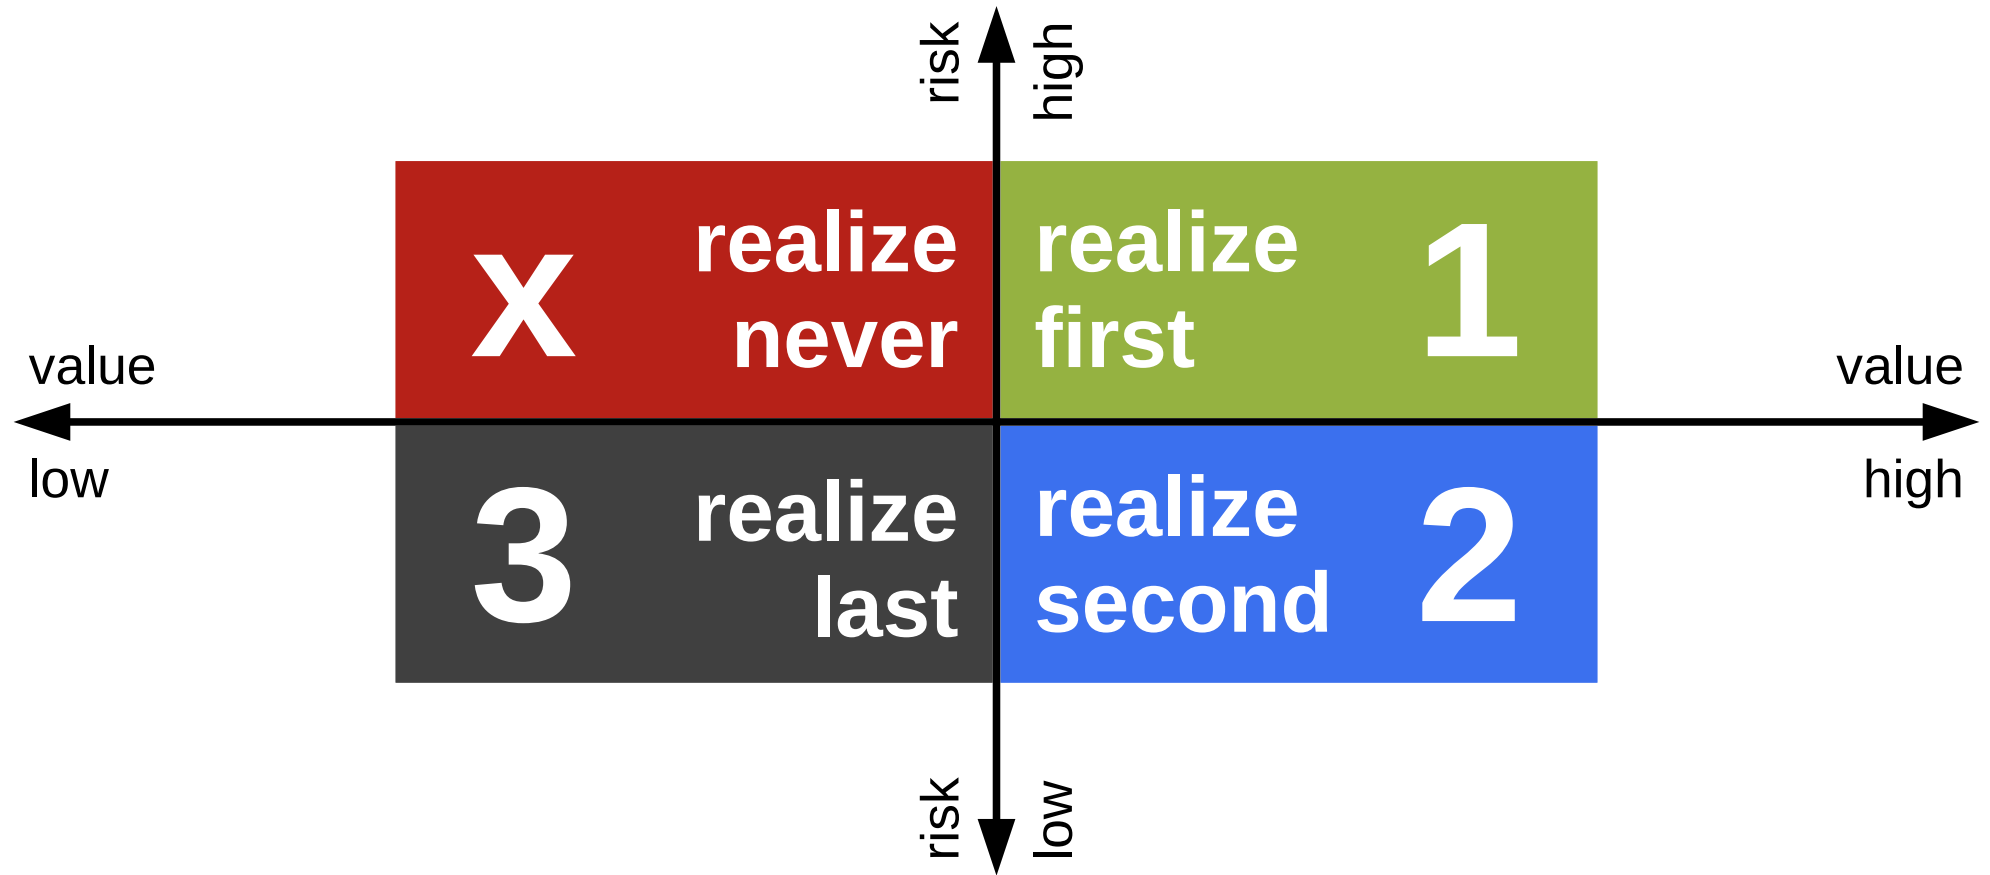 risk
high
x
realize
never
realize
first
1
value
low
value
high
3
realize
last
realize
second
2
risk
low